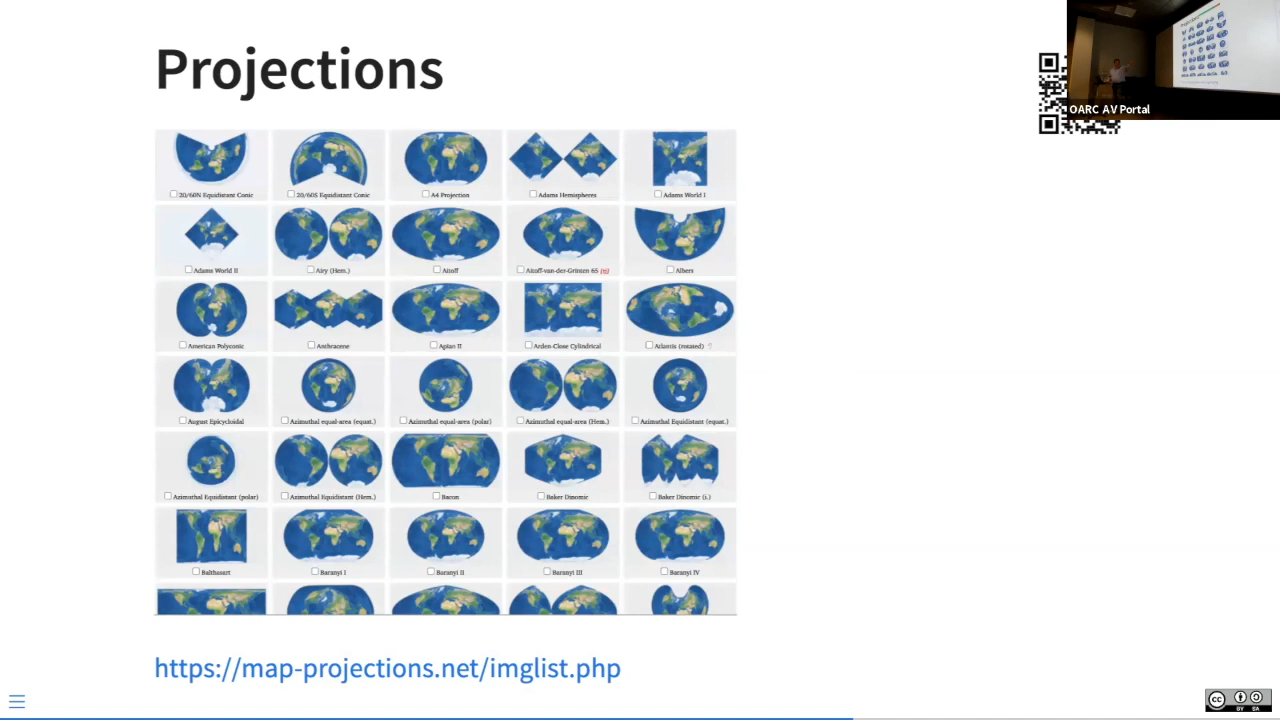 Projections
OARC AV Portal
20/60N Equidistant Conic
20/60S Equidistant Conic
A4 Projection
Adams Hemispheres
Adams World I
Adams World II
Airy (Hem.)
Aitoff
Aitoff-van-der-Grinten 65 (η)
Albers
American Polyconic
Anthracene
Apian II
Arden-Close Cylindrical
Atlantis (rotated)
August Epicycloidal
Azimuthal equal-area (equat.)
Azimuthal equal-area (polar)
Azimuthal equal-area (Hem.)
Azimuthal Equidistant (equat.)
Azimuthal Equidistant (polar)
Azimuthal Equidistant (Hem.)
Bacon
Baker Dinomic
Baker Dinomic (i.)
Balthasart
Baranyi I
Baranyi II
Baranyi III
Baranyi IV
https://map-projections.net/imglist.php
cc
BY SA